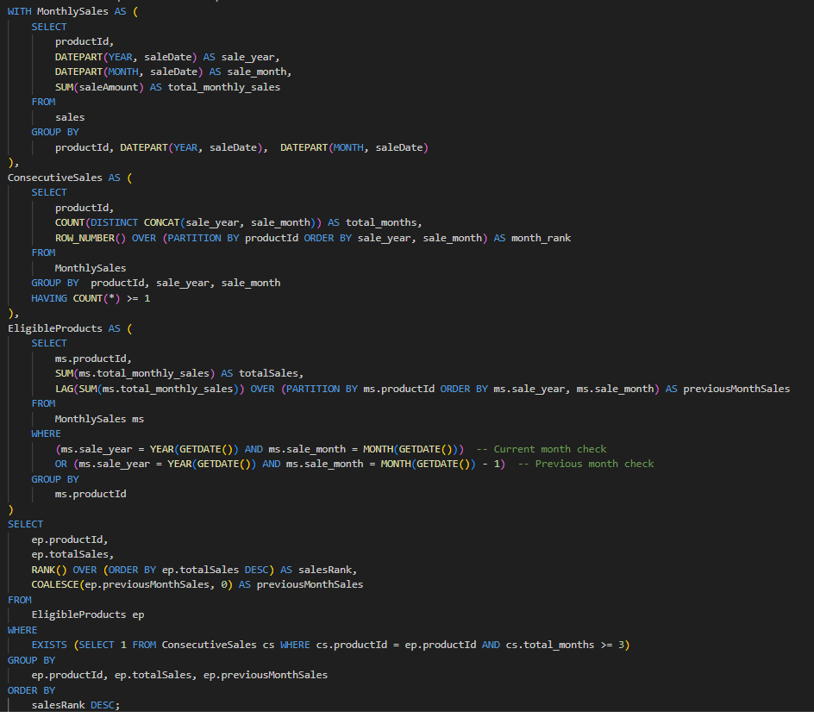 WITH MonthlySales AS (
    SELECT
        productId,
        DATEPART(YEAR, saleDate) AS sale_year,
        DATEPART(MONTH, saleDate) AS sale_month,
        SUM(saleAmount) AS total_monthly_sales
    FROM
        sales
    GROUP BY
        productId, DATEPART(YEAR, saleDate),  DATEPART(MONTH, saleDate)
),
ConsecutiveSales AS (
    SELECT
        productId,
        COUNT(DISTINCT CONCAT(sale_year, sale_month)) AS total_months,
        ROW_NUMBER() OVER (PARTITION BY productId ORDER BY sale_year, sale_month) AS month_rank
    FROM
        MonthlySales
    GROUP BY  productId, sale_year, sale_month
    HAVING COUNT(*) >= 1
),
EligibleProducts AS (
    SELECT
        ms.productId,
        SUM(ms.total_monthly_sales) AS totalSales,
        LAG(SUM(ms.total_monthly_sales)) OVER (PARTITION BY ms.productId ORDER BY ms.sale_year, ms.sale_month) AS previousMonthSales
    FROM
        MonthlySales ms
    WHERE
        (ms.sale_year = YEAR(GETDATE()) AND ms.sale_month = MONTH(GETDATE()))  -- Current month check
        OR (ms.sale_year = YEAR(GETDATE()) AND ms.sale_month = MONTH(GETDATE()) - 1)  -- Previous month check
    GROUP BY
        ms.productId
)
SELECT
    ep.productId,
    ep.totalSales,
    RANK() OVER (ORDER BY ep.totalSales DESC) AS salesRank,
    COALESCE(ep.previousMonthSales, 0) AS previousMonthSales
FROM
    EligibleProducts ep
WHERE
    EXISTS (SELECT 1 FROM ConsecutiveSales cs WHERE cs.productId = ep.productId AND cs.total_months >= 3)
GROUP BY
    ep.productId, ep.totalSales, ep.previousMonthSales
ORDER BY
    salesRank DESC;